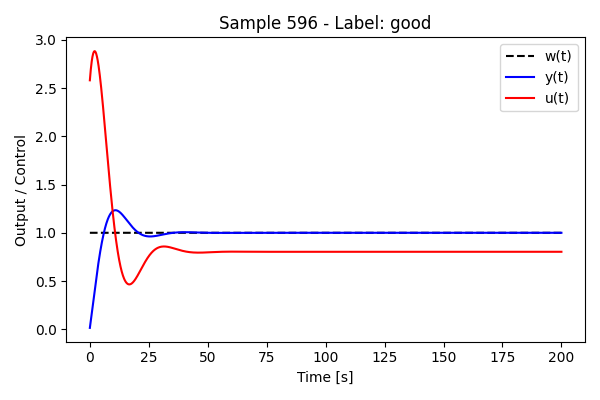 Sample 596 - Label: good
w(t)
y(t)
u(t)
3.0
2.5
2.0
1.5
1.0
0.5
0.0
Output / Control
0 25 50 75 100 125 150 175 200
Time [s]